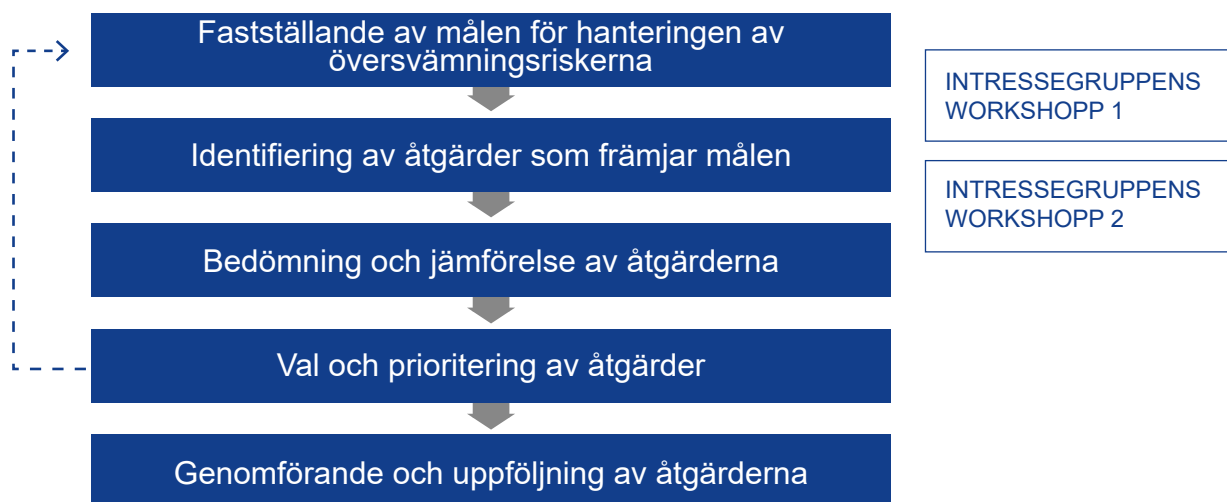 Fastställande av målen för hanteringen av
översvämningsriskerna
Identifiering av åtgärder som främjar målen
Bedömning och jämförelse av åtgärderna
Val och prioritering av åtgärder
Genomförande och uppföljning av åtgärderna
INTRESSEGRUPPENS
WORKSHOPP 1
INTRESSEGRUPPENS
WORKSHOPP 2